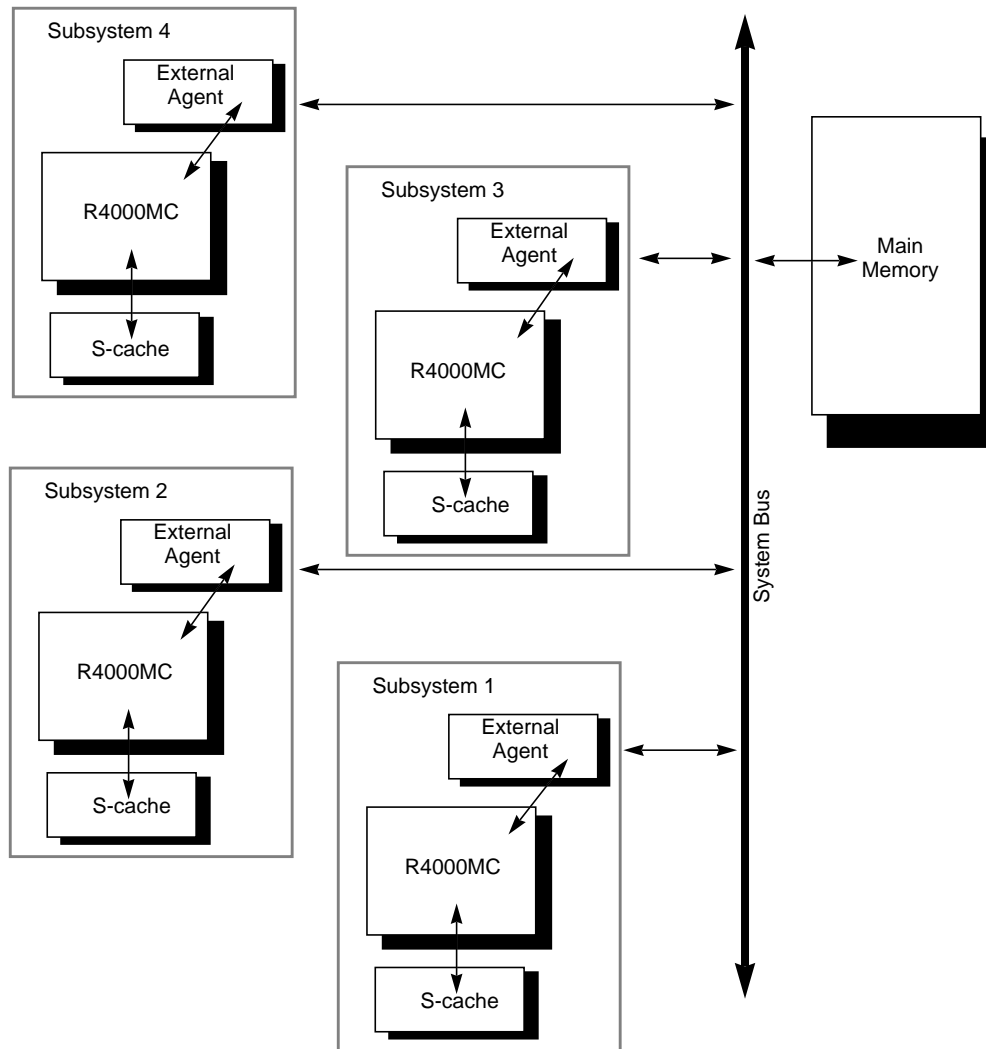 Subsystem 4
External
Agent
R4000MC
S-cache
Subsystem 3
External
Agent
R4000MC
S-cache
Main
Memory
System Bus
Subsystem 2
External
Agent
R4000MC
S-cache
Subsystem 1
External
Agent
R4000MC
S-cache